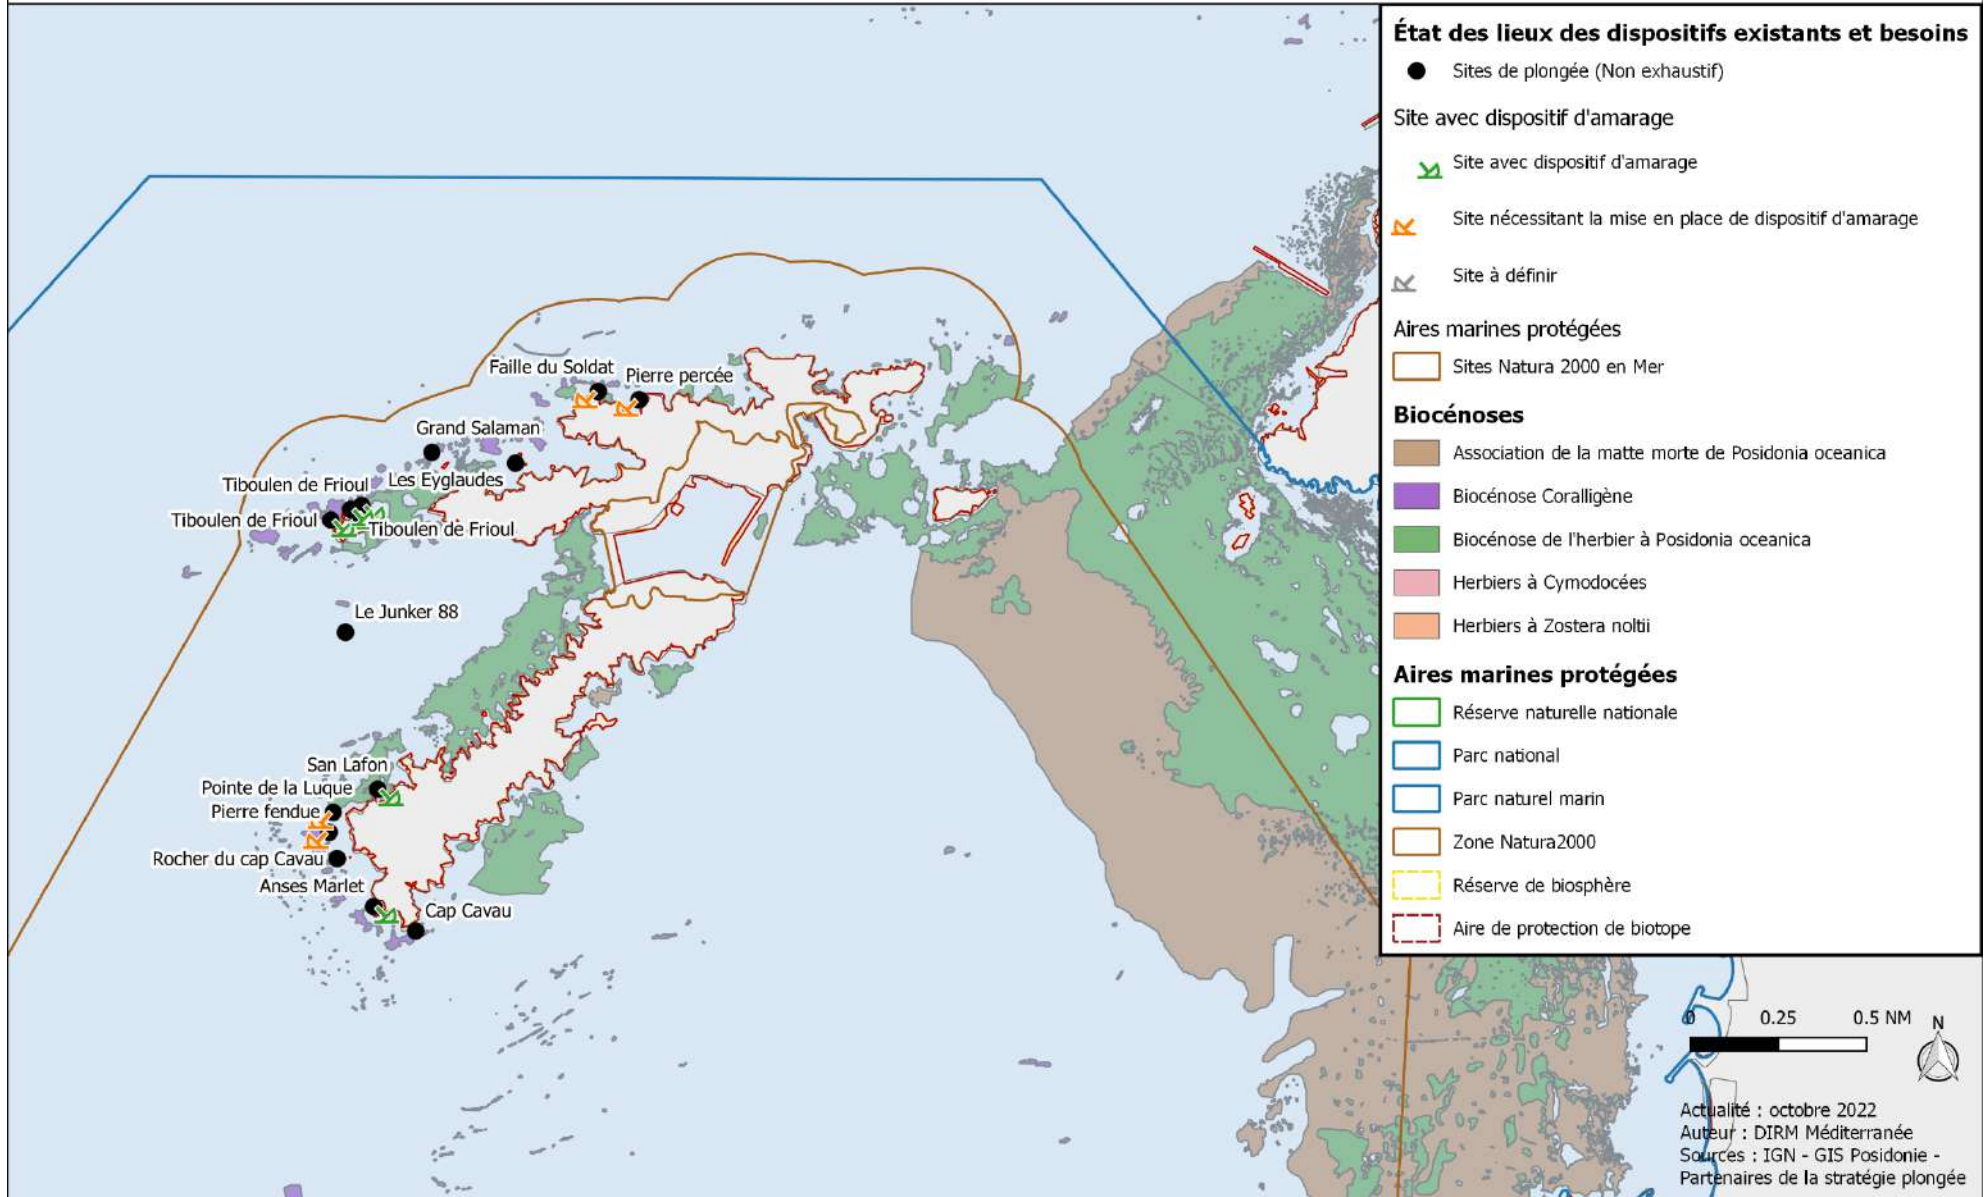 État des lieux des dispositifs existants et besoins
Sites de plongée (Non exhaustif)
Site avec dispositif d'amarage
Site avec dispositif d'amarage
Site nécessitant la mise en place de dispositif d'amarage
Site à définir
Aires marines protégées
Sites Natura 2000 en Mer
Biocénoses
Association de la matte morte de Posidonia oceanica
Biocénose Coralligène
Biocénose de l'herbier à Posidonia oceanica
Herbiers à Cymodocées
Herbiers à Zostera noltii
Aires marines protégées
Réserve naturelle nationale
Parc national
Parc naturel marin
Zone Natura2000
Réserve de biosphère
Aire de protection de biotope
Faille du Soldat
Pierre percée
Grand Salaman
Les Eyglaudes
Tiboulen de Frioul
Tiboulen de Frioul
Tiboulen de Frioul
Le Junker 88
San Lafon
Pointe de la Luque
Pierre fendue
Rocher du cap Cavau
Anses Marlet
Cap Cavau
0 0.25 0.5 NM
N
Actualité : octobre 2022
Auteur : DIRM Méditerranée
Sources : IGN - GIS Posidonie -
Partenaires de la stratégie plongée